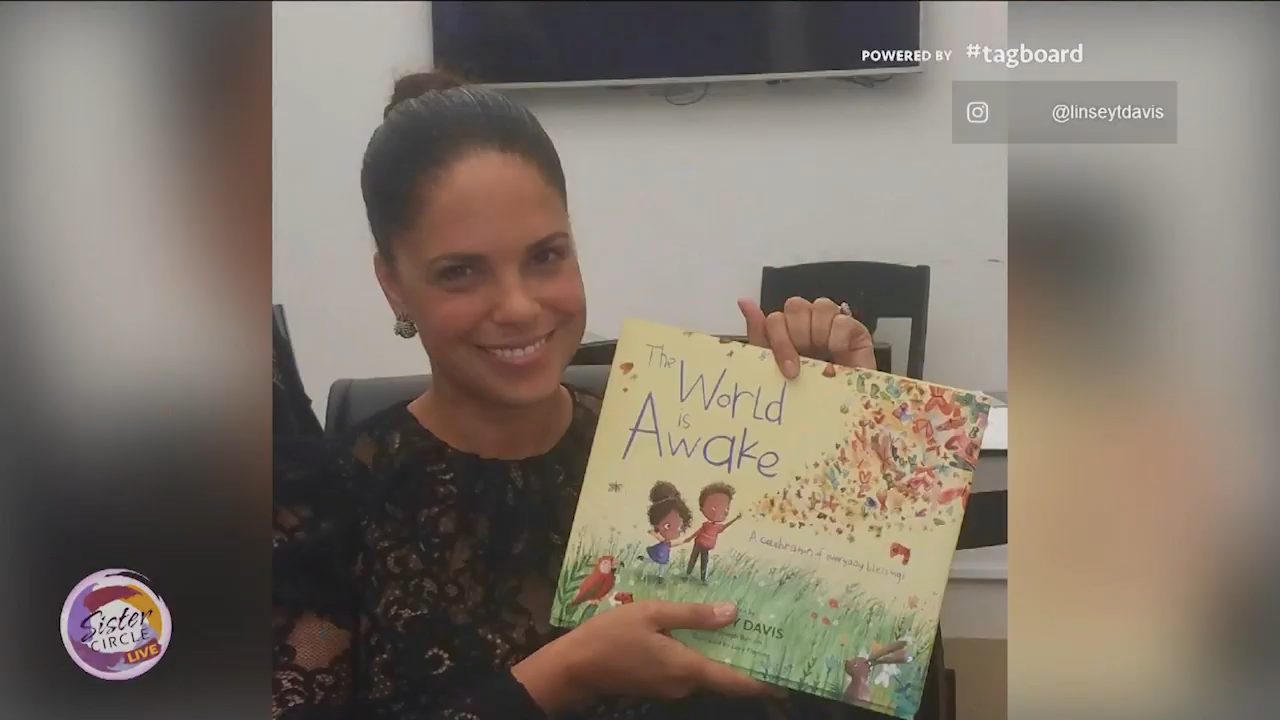 POWERED BY #tagboard
@linseytdavis
The
World
is
Awake
A celebration of everyday blessings
Y DAVIS
Sister
CIRCLE
LIVE